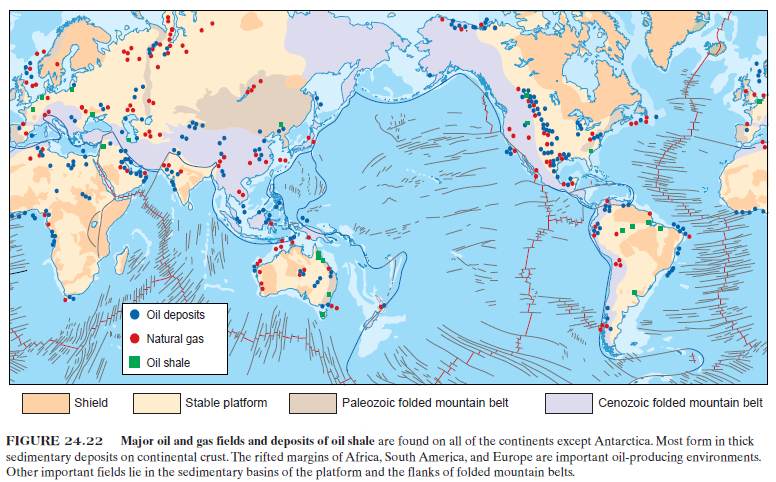 Oil deposits
Natural gas
Oil shale
Shield
Stable platform
Paleozoic folded mountain belt
Cenozoic folded mountain belt
FIGURE 24.22 Major oil and gas fields and deposits of oil shale are found on all of the continents except Antarctica. Most form in thick
sedimentary deposits on continental crust. The rifted margins of Africa, South America, and Europe are important oil-producing environments.
Other important fields lie in the sedimentary basins of the platform and the flanks of folded mountain belts.